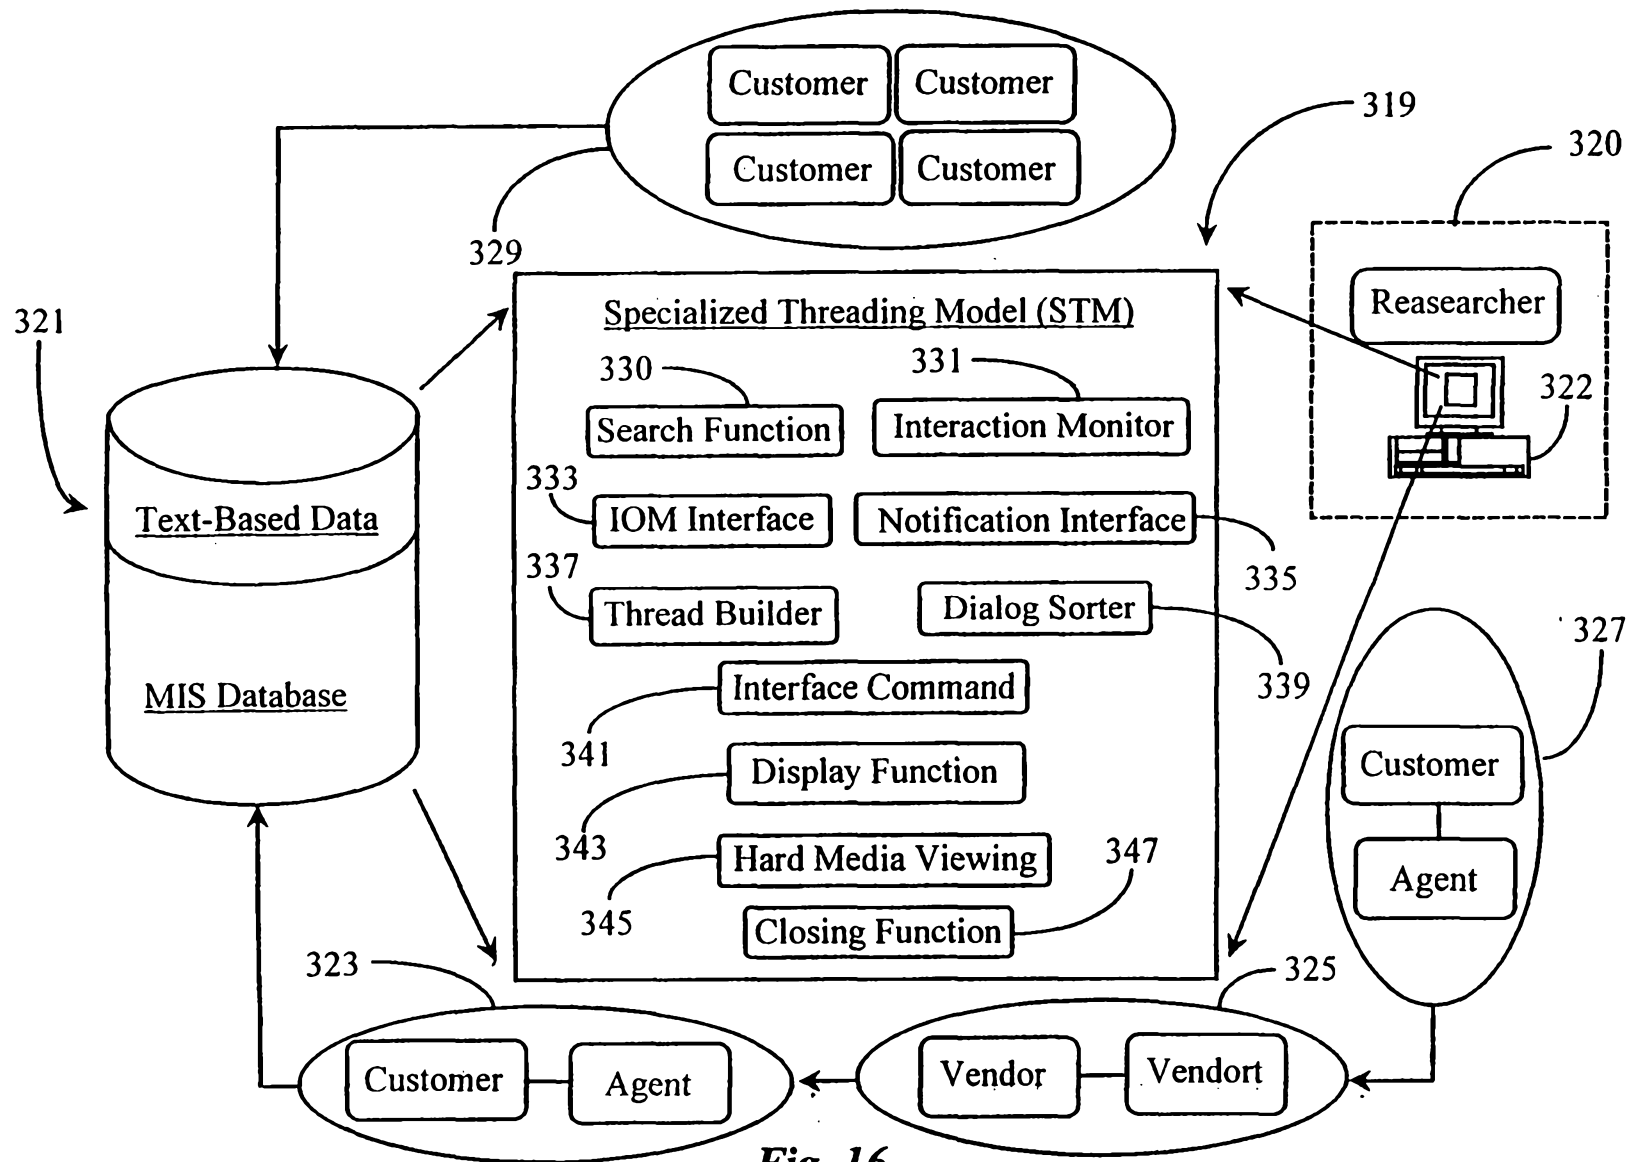 Customer
Customer
Customer
Customer
319
320
329
321
Specialized Threading Model (STM)
Reasearcher
322
330
331
Search Function
Interaction Monitor
333
IOM Interface
Notification Interface
335
Text-Based Data
337
Thread Builder
Dialog Sorter
339
327
MIS Database
Interface Command
341
Display Function
343
Customer
Agent
Hard Media Viewing
345
347
Closing Function
323
325
Customer
Agent
Vendor
Vendort
Fig. 16